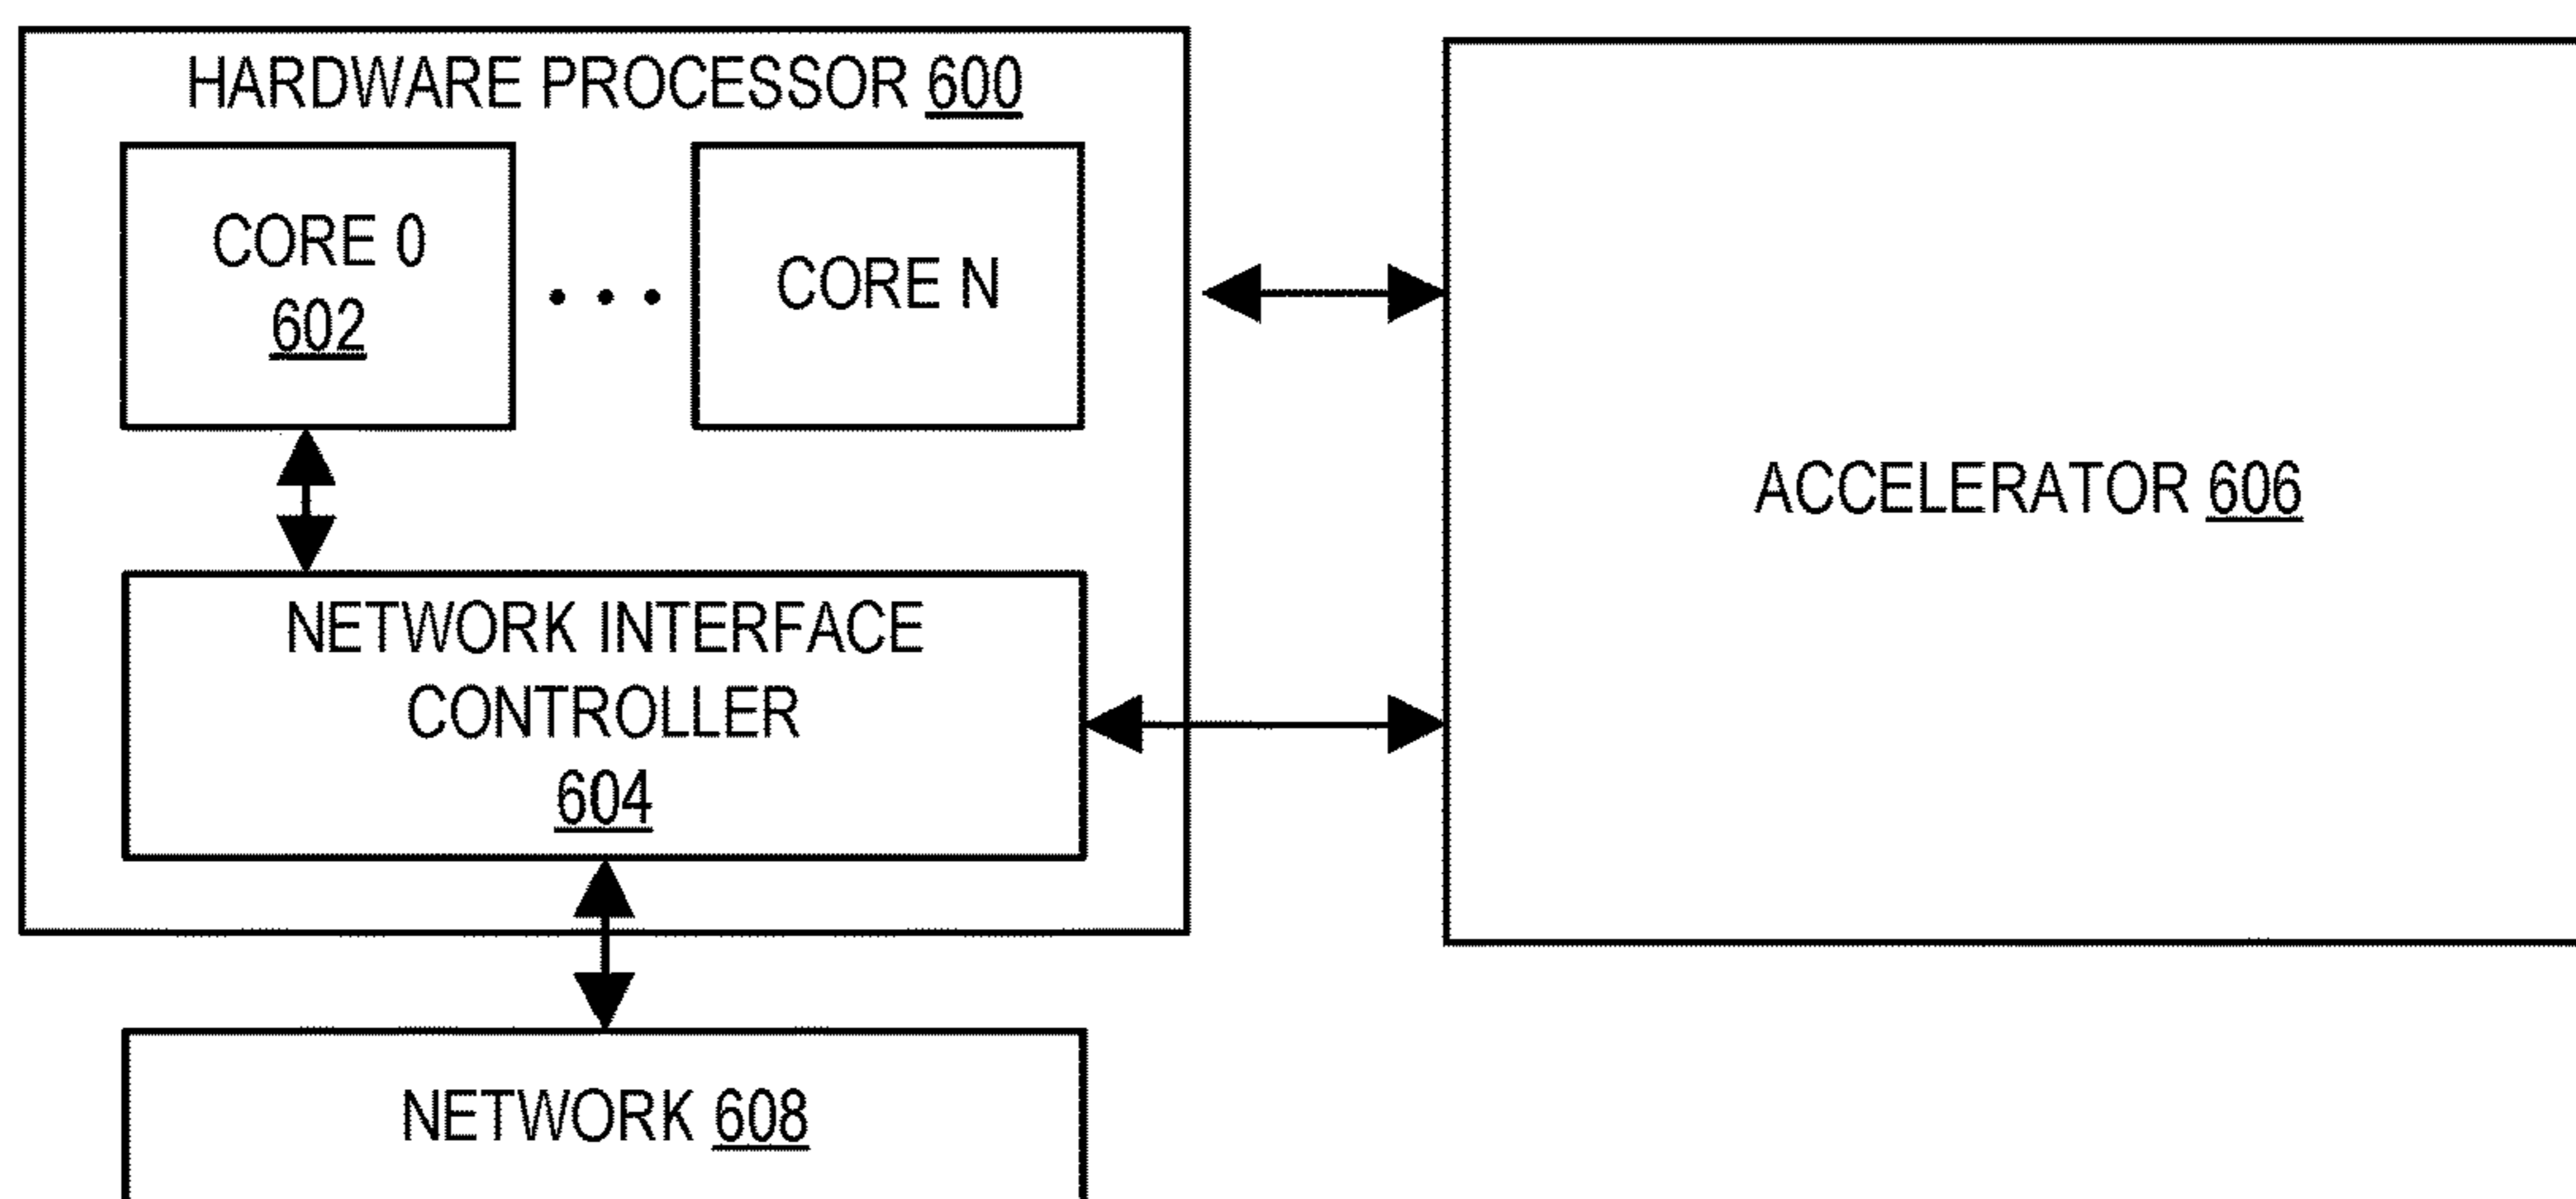 HARDWARE PROCESSOR 600
CORE 0
602
CORE N
NETWORK INTERFACE
CONTROLLER
604
ACCELERATOR 606
NETWORK 608